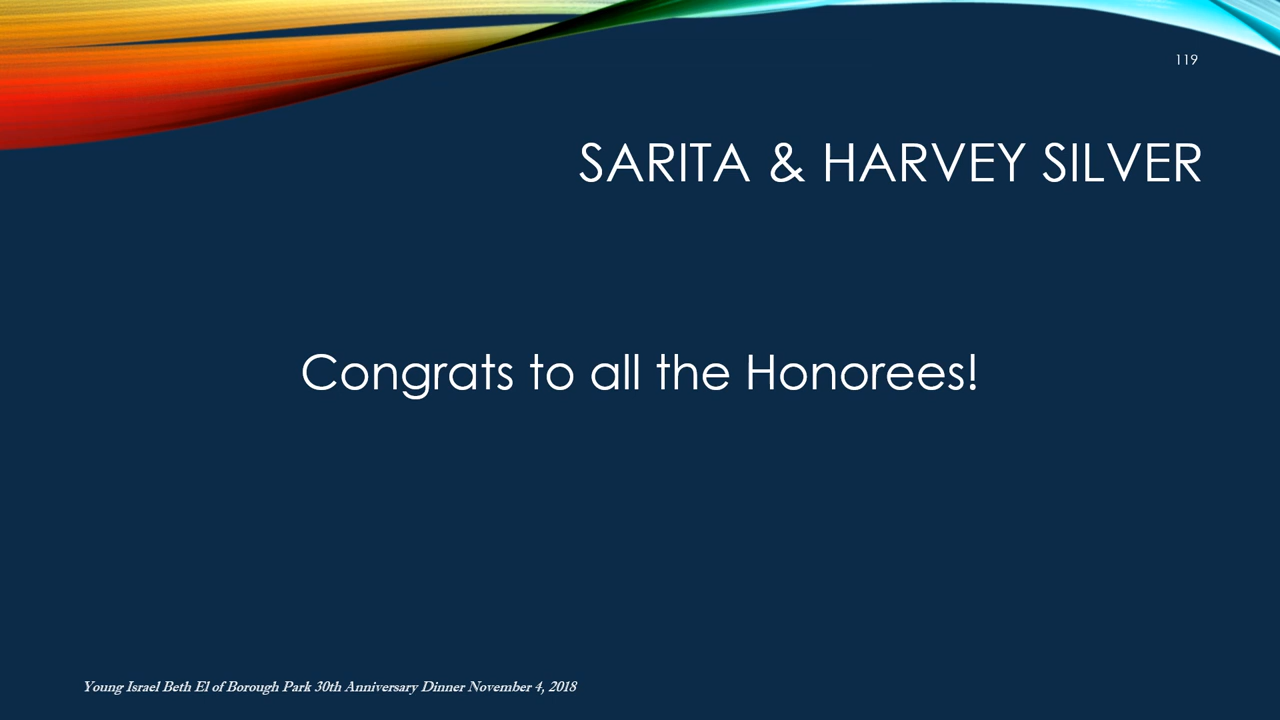 119
SARITA & HARVEY SILVER
Congrats to all the Honorees!
Young Israel Beth El of Borough Park 30th Anniversary Dinner November 4, 2018